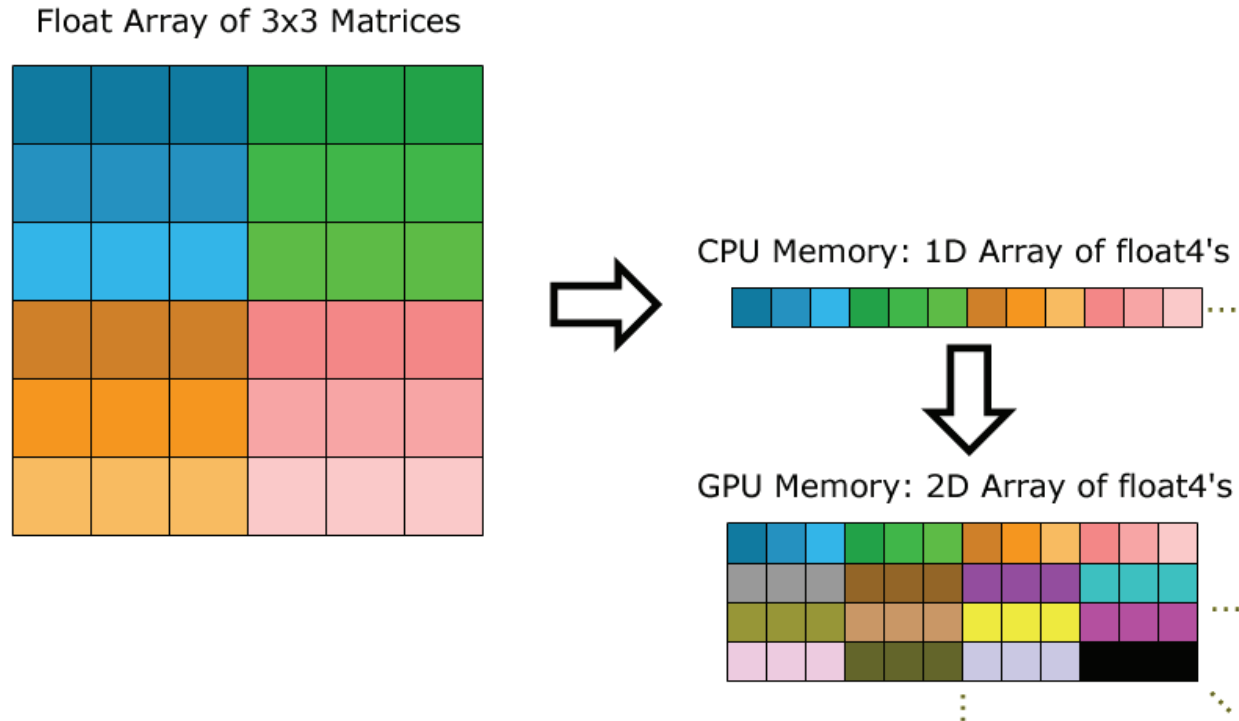 Float Array of 3x3 Matrices
CPU Memory: 1D Array of float4's
GPU Memory: 2D Array of float4's